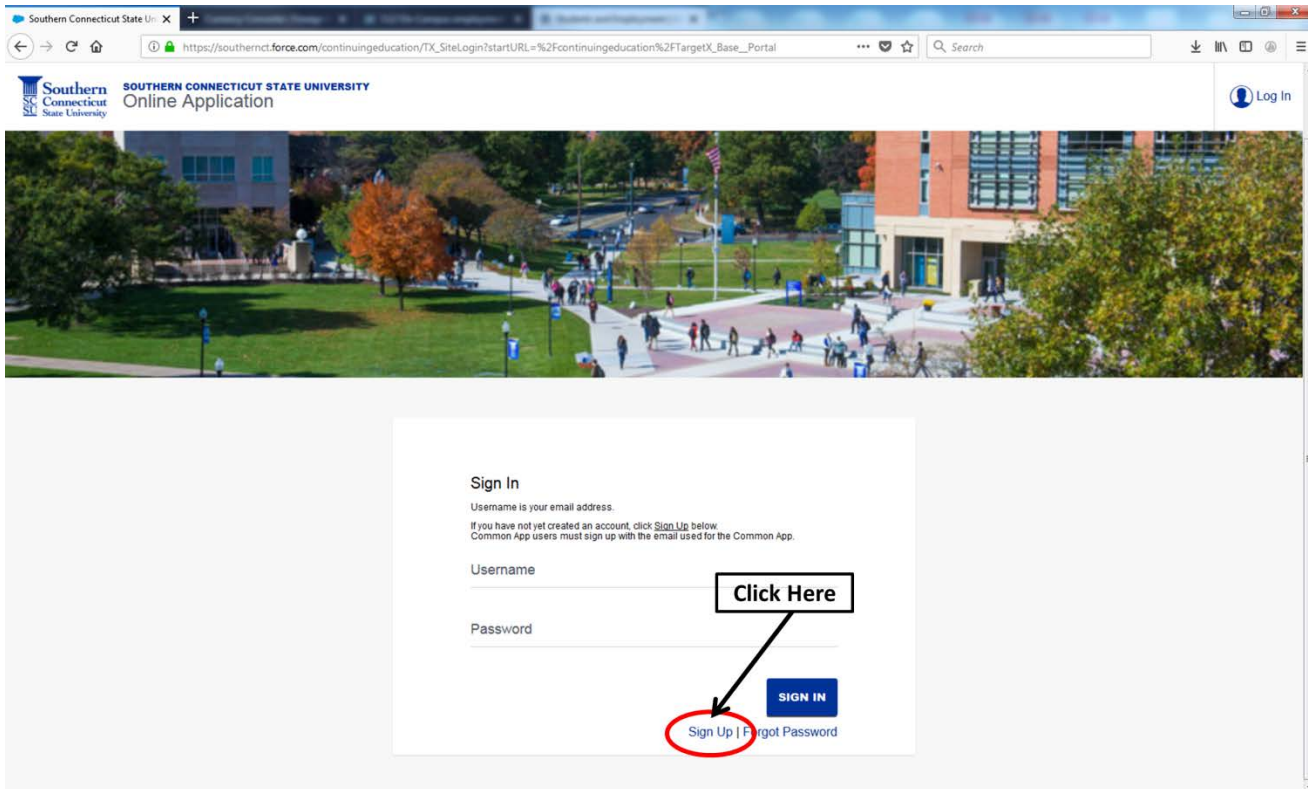 Southern Connecticut State Un
https://southernct.force.com/continuingeducation/TX_SiteLogin?startURL=%2Fcontinuingeducation%2FTargetX_Base__Portal
Search
Southern
Connecticut
State University
SC
SU
SOUTHERN CONNECTICUT STATE UNIVERSITY
Online Application
Log In
Sign In
Username is your email address.
If you have not yet created an account, click Sign Up below.
Common App users must sign up with the email used for the Common App.
Username
Click Here
Password
SIGN IN
Sign Up | Forgot Password